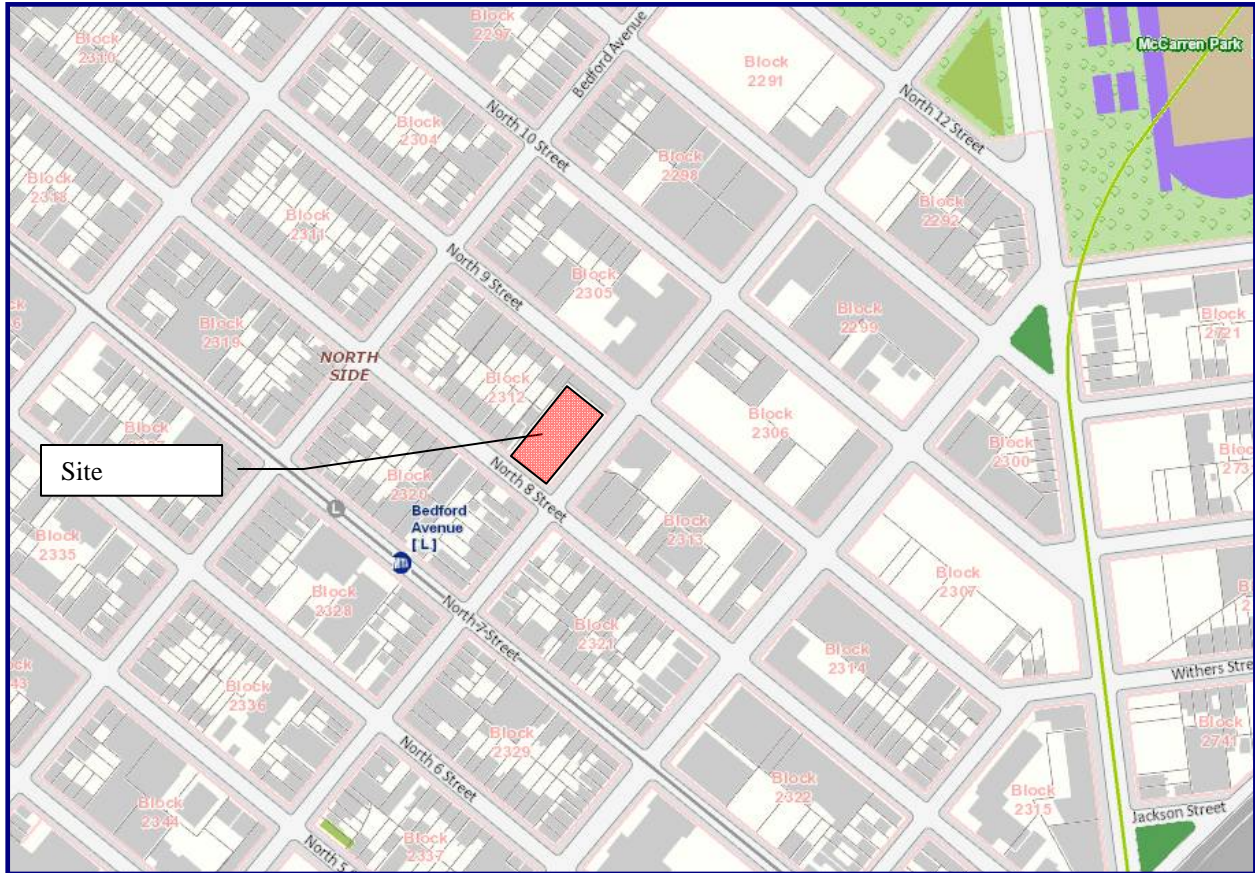 Block
2297
Block
2310
Bedford Avenue
McCarren Park
Block
2291
North 12 Street
Block
2304
North 10 Street
Block
2298
Block
2318
Block
2292
Block
2311
North 9 Street
Block
2305
Block
2299
Block
2721
Block
2319
NORTH
SIDE
Block
2312
Block
2306
Block
2300
Site
Block
North 8 Street
Block
2320
Bedford
Avenue
[ L ]
L
Block
2313
Block
2335
Block
2307
Block
2328
North 7 Street
Block
2321
Block
2314
Withers Stre
Block
2336
Block
2329
Block
2741
North 6 Street
Block
2322
Block
2315
Block
2344
Jackson Street
Block
2337
North 5